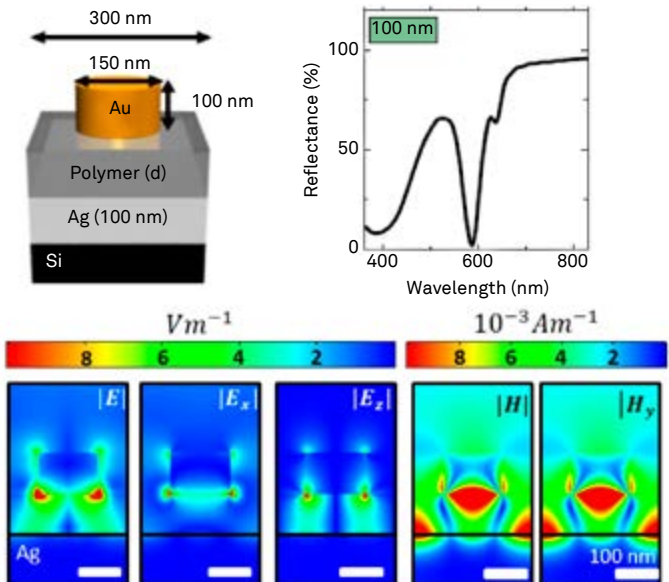 300 nm
150 nm
100 nm
Au
Polymer (d)
Ag (100 nm)
Si
100 nm
100
50
0
Reflectance (%)
400 600 800
Wavelength (nm)
Vm⁻¹
10⁻³ Am⁻¹
8 6 4 2
8 6 4 2
|E| |Eₓ| |E_z| |H| |H_y|
Ag
100 nm